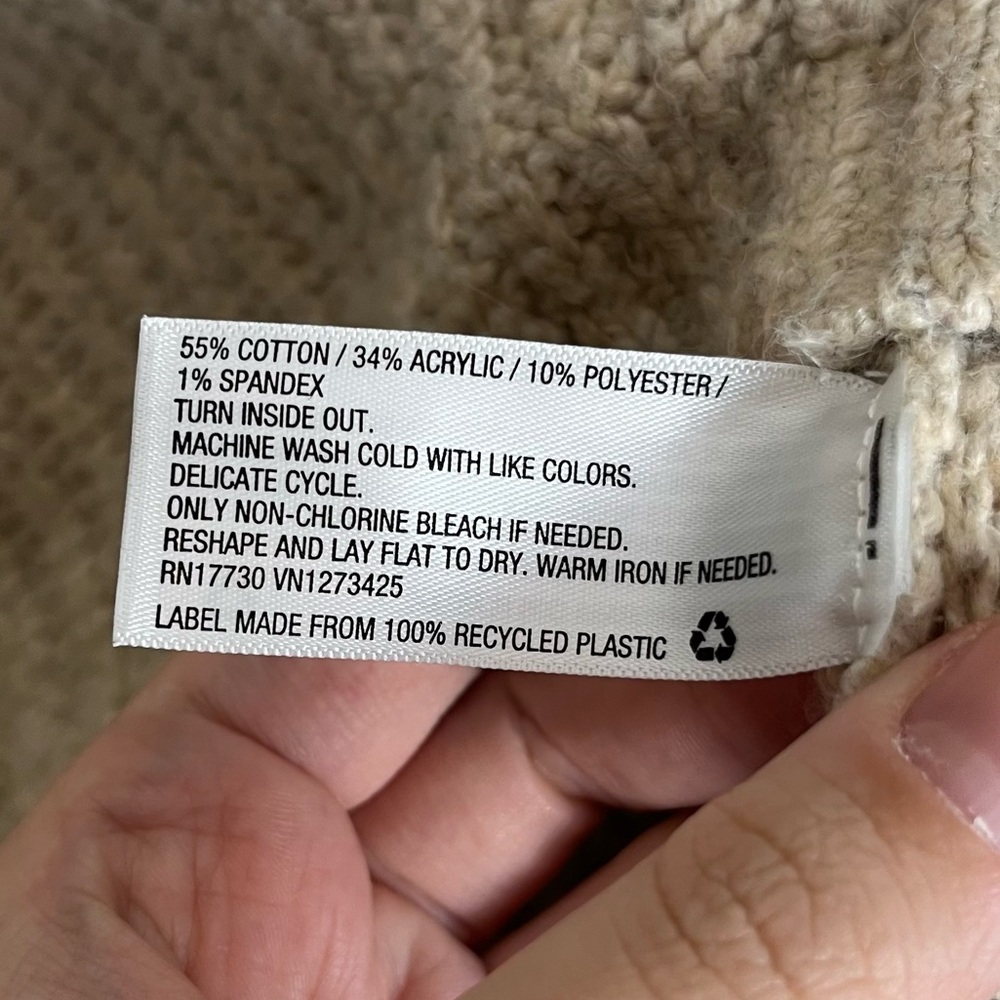 55% COTTON / 34% ACRYLIC / 10% POLYESTER /
1% SPANDEX
TURN INSIDE OUT.
MACHINE WASH COLD WITH LIKE COLORS.
DELICATE CYCLE.
ONLY NON-CHLORINE BLEACH IF NEEDED.
RESHAPE AND LAY FLAT TO DRY. WARM IRON IF NEEDED.
RN17730 VN1273425
LABEL MADE FROM 100% RECYCLED PLASTIC